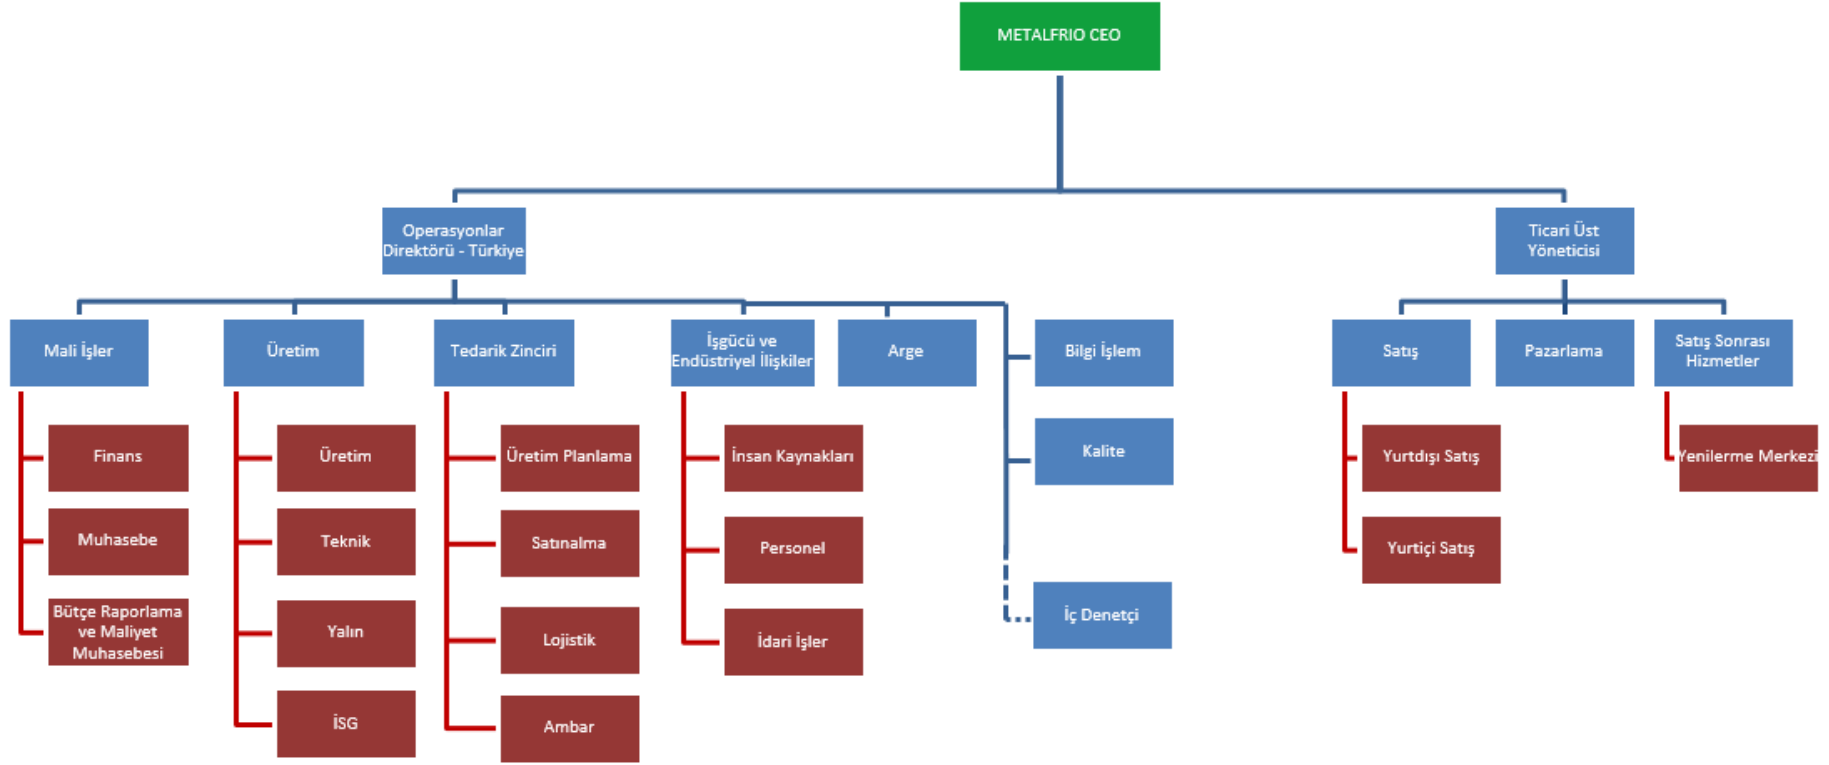 METALFRIO CEO
Operasyonlar
Direktörü - Türkiye
Ticari Üst
Yöneticisi
Mali İşler
Üretim
Tedarik Zinciri
İşgücü ve
Endüstriyel İlişkiler
Arge
Bilgi İşlem
Satış
Pazarlama
Satış Sonrası
Hizmetler
Finans
Üretim
Üretim Planlama
İnsan Kaynakları
Kalite
Yurtdışı Satış
Yenilerme Merkezi
Muhasebe
Teknik
Satınalma
Personel
Yurtiçi Satış
Bütçe Raporlama
ve Maliyet
Muhasebesi
Yalın
Lojistik
İdari İşler
İç Denetçi
İSG
Ambar